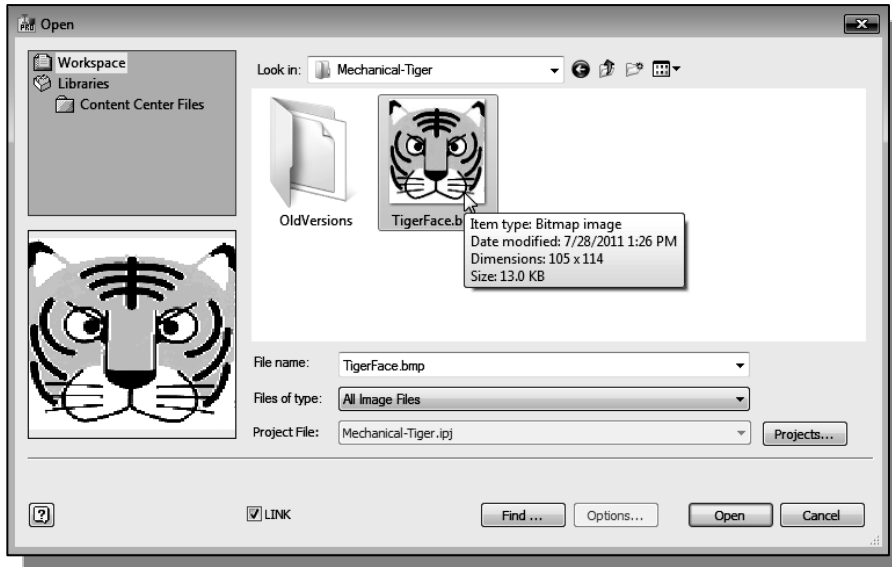 PRO Open
Workspace
Libraries
Content Center Files
Look in: Mechanical-Tiger
OldVersions
TigerFace.b
Item type: Bitmap image
Date modified: 7/28/2011 1:26 PM
Dimensions: 105 x 114
Size: 13.0 KB
File name: TigerFace.bmp
Files of type: All Image Files
Project File: Mechanical-Tiger.ipj Projects...
LINK Find ... Options... Open Cancel